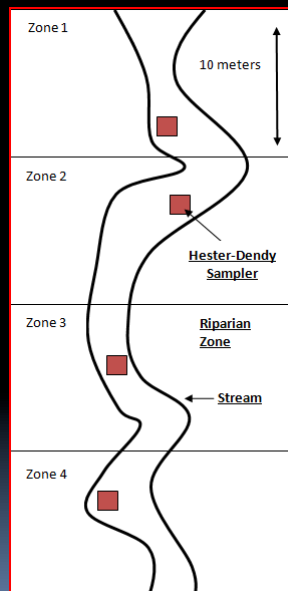 Zone 1
10 meters
Zone 2
Hester-Dendy
Sampler
Zone 3
Riparian
Zone
Stream
Zone 4